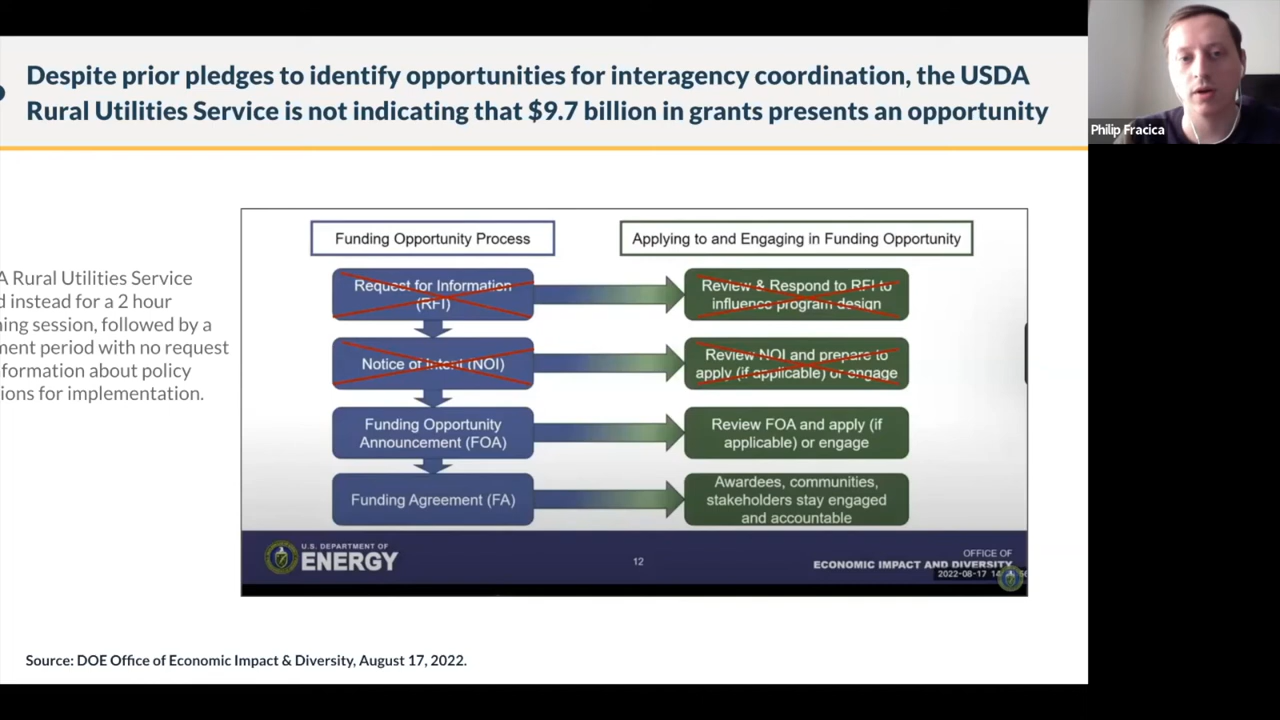 Despite prior pledges to identify opportunities for interagency coordination, the USDA
Rural Utilities Service is not indicating that $9.7 billion in grants presents an opportunity
Philip Fracica
Rural Utilities Service
instead for a 2 hour
session, followed by a
period with no request
about policy
for implementation.
Funding Opportunity Process
Applying to and Engaging in Funding Opportunity
Request for Information
(RFI)
Review & Respond to RFI to
influence program design
Notice of Intent (NOI)
Review NOI and prepare to
apply (if applicable) or engage
Funding Opportunity
Announcement (FOA)
Review FOA and apply (if
applicable) or engage
Funding Agreement (FA)
Awardees, communities,
stakeholders stay engaged
and accountable
U.S. DEPARTMENT OF
ENERGY
12
OFFICE OF
ECONOMIC IMPACT AND DIVERSITY
2022-08-17
Source: DOE Office of Economic Impact & Diversity, August 17, 2022.